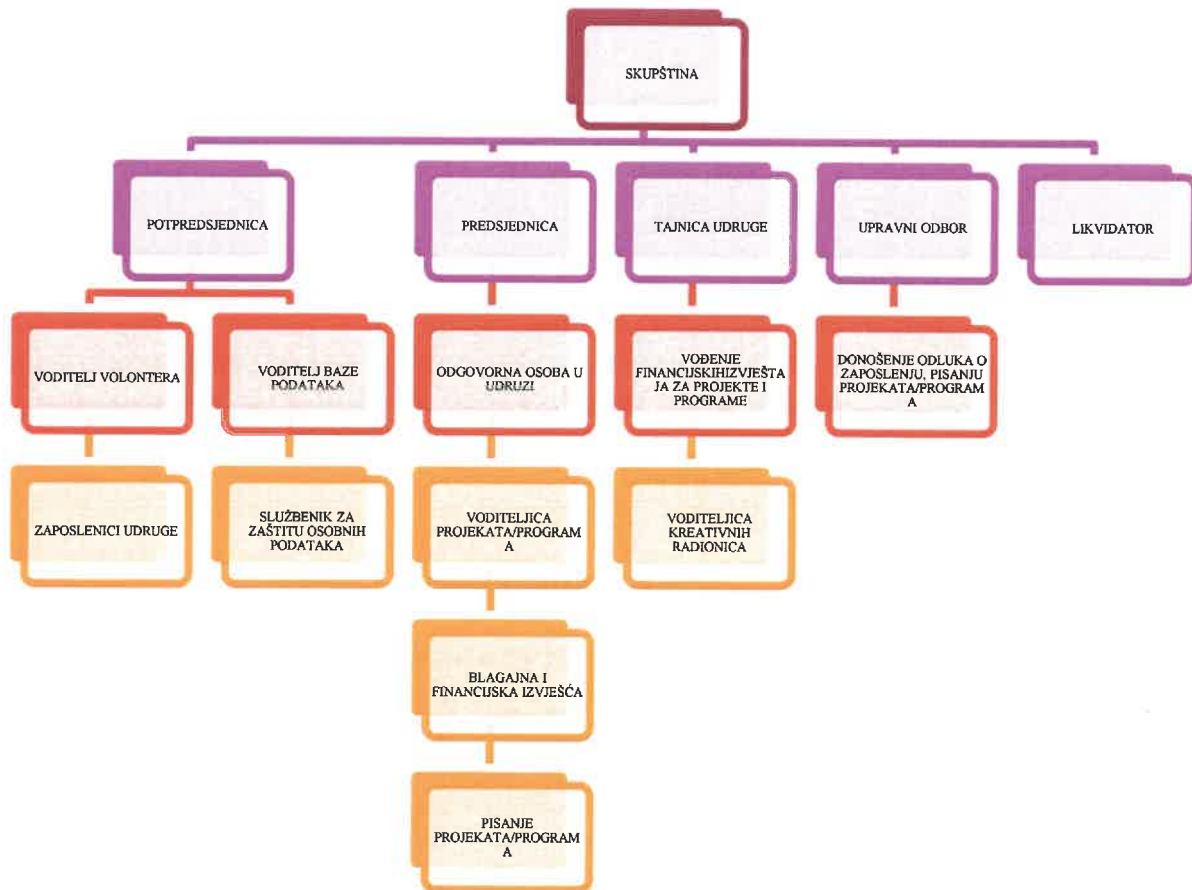 SKUPŠTINA
POTPREDSJEDNICA
PREDSJEDNICA
TAJNICA UDRUGE
UPRAVNI ODBOR
LIKVIDATOR
VODITELJ VOLONTERA
VODITELJ BAZE
PODATAKA
ODGOVORNA OSOBA U
UDRUZI
VOĐENJE
FINANCIJSKIHIZVJEŠTA
JA ZA PROJEKTE I
PROGRAME
DONOŠENJE ODLUKA O
ZAPOSLENJU, PISANJU
PROJEKATA/PROGRAM
A
ZAPOSLENICI UDRUGE
SLUŽBENIK ZA
ZAŠTITU OSOBNIH
PODATAKA
VODITELJICA
PROJEKATA/PROGRAM
A
VODITELJICA
KREATIVNIH
RADIONICA
BLAGAJNA I
FINANCIJSKA IZVJEŠĆA
PISANJE
PROJEKATA/PROGRAM
A